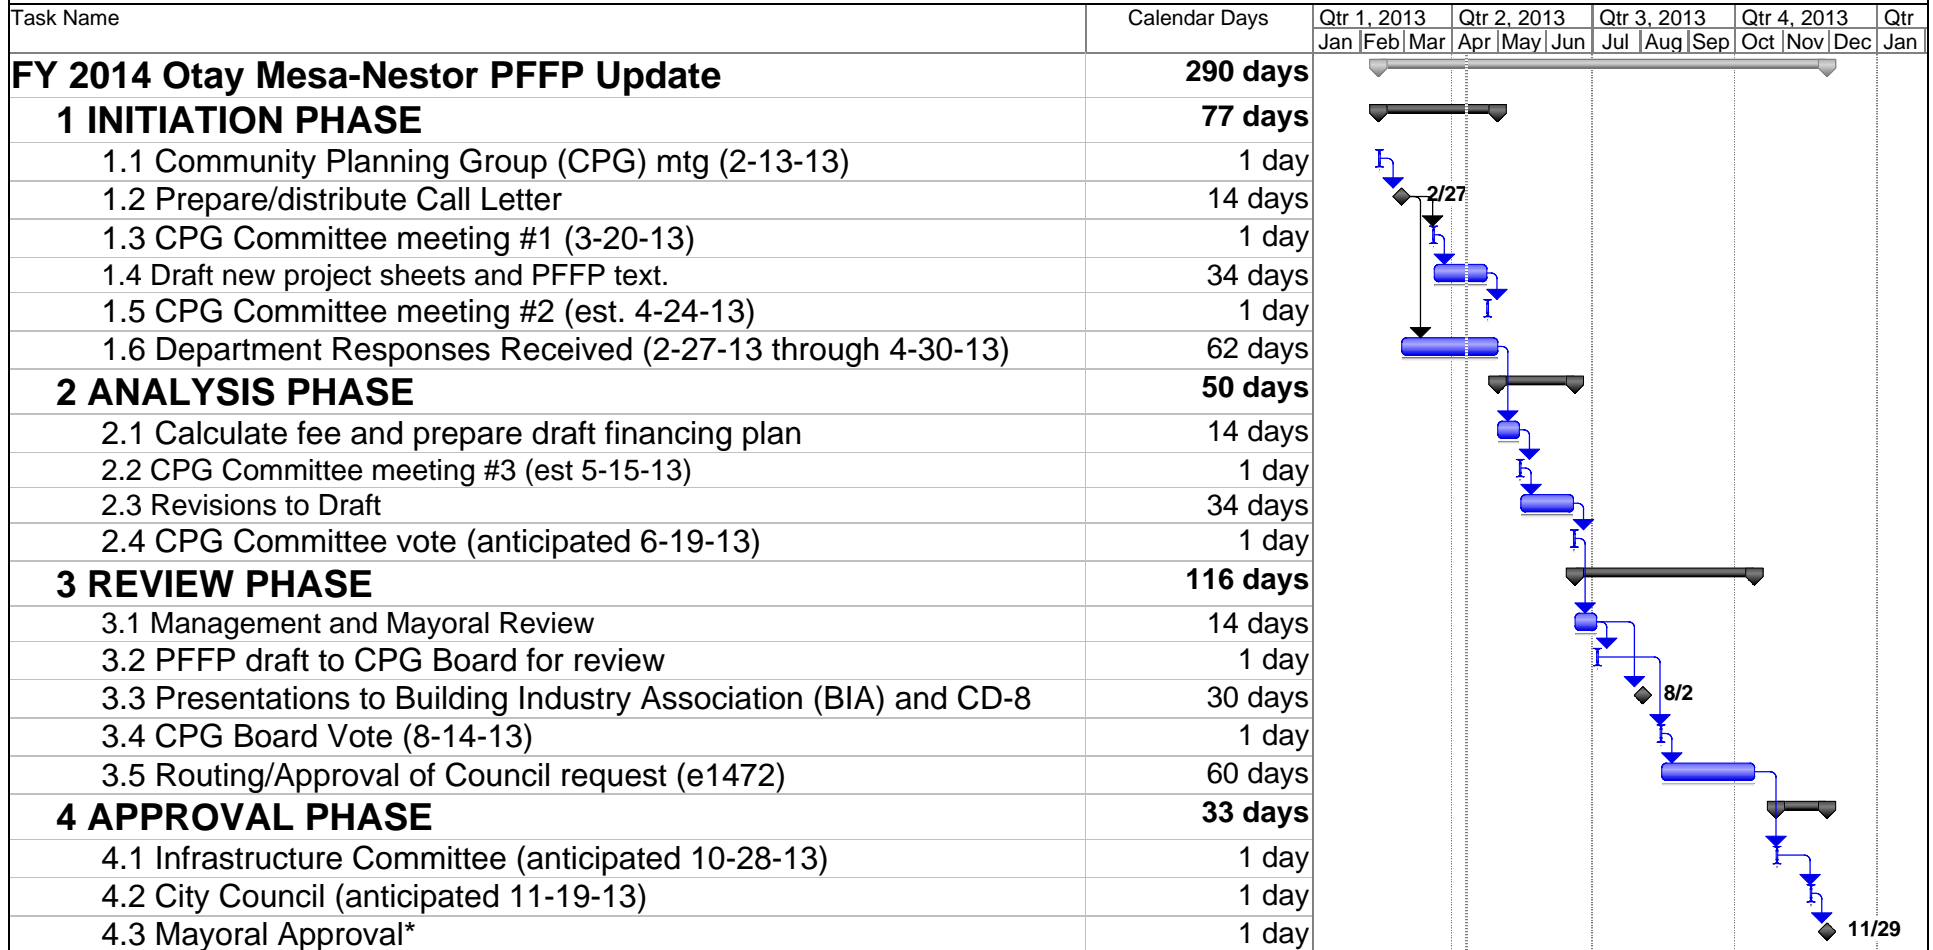 Task Name Calendar Days Qtr 1, 2013 Qtr 2, 2013 Qtr 3, 2013 Qtr 4, 2013 Qtr
Jan Feb Mar Apr May Jun Jul Aug Sep Oct Nov Dec Jan
FY 2014 Otay Mesa-Nestor PFFP Update 290 days
1 INITIATION PHASE 77 days
1.1 Community Planning Group (CPG) mtg (2-13-13) 1 day
1.2 Prepare/distribute Call Letter 14 days 2/27
1.3 CPG Committee meeting #1 (3-20-13) 1 day
1.4 Draft new project sheets and PFFP text. 34 days
1.5 CPG Committee meeting #2 (est. 4-24-13) 1 day
1.6 Department Responses Received (2-27-13 through 4-30-13) 62 days
2 ANALYSIS PHASE 50 days
2.1 Calculate fee and prepare draft financing plan 14 days
2.2 CPG Committee meeting #3 (est 5-15-13) 1 day
2.3 Revisions to Draft 34 days
2.4 CPG Committee vote (anticipated 6-19-13) 1 day
3 REVIEW PHASE 116 days
3.1 Management and Mayoral Review 14 days
3.2 PFFP draft to CPG Board for review 1 day
3.3 Presentations to Building Industry Association (BIA) and CD-8 30 days 8/2
3.4 CPG Board Vote (8-14-13) 1 day
3.5 Routing/Approval of Council request (e1472) 60 days
4 APPROVAL PHASE 33 days
4.1 Infrastructure Committee (anticipated 10-28-13) 1 day
4.2 City Council (anticipated 11-19-13) 1 day
4.3 Mayoral Approval* 1 day 11/29